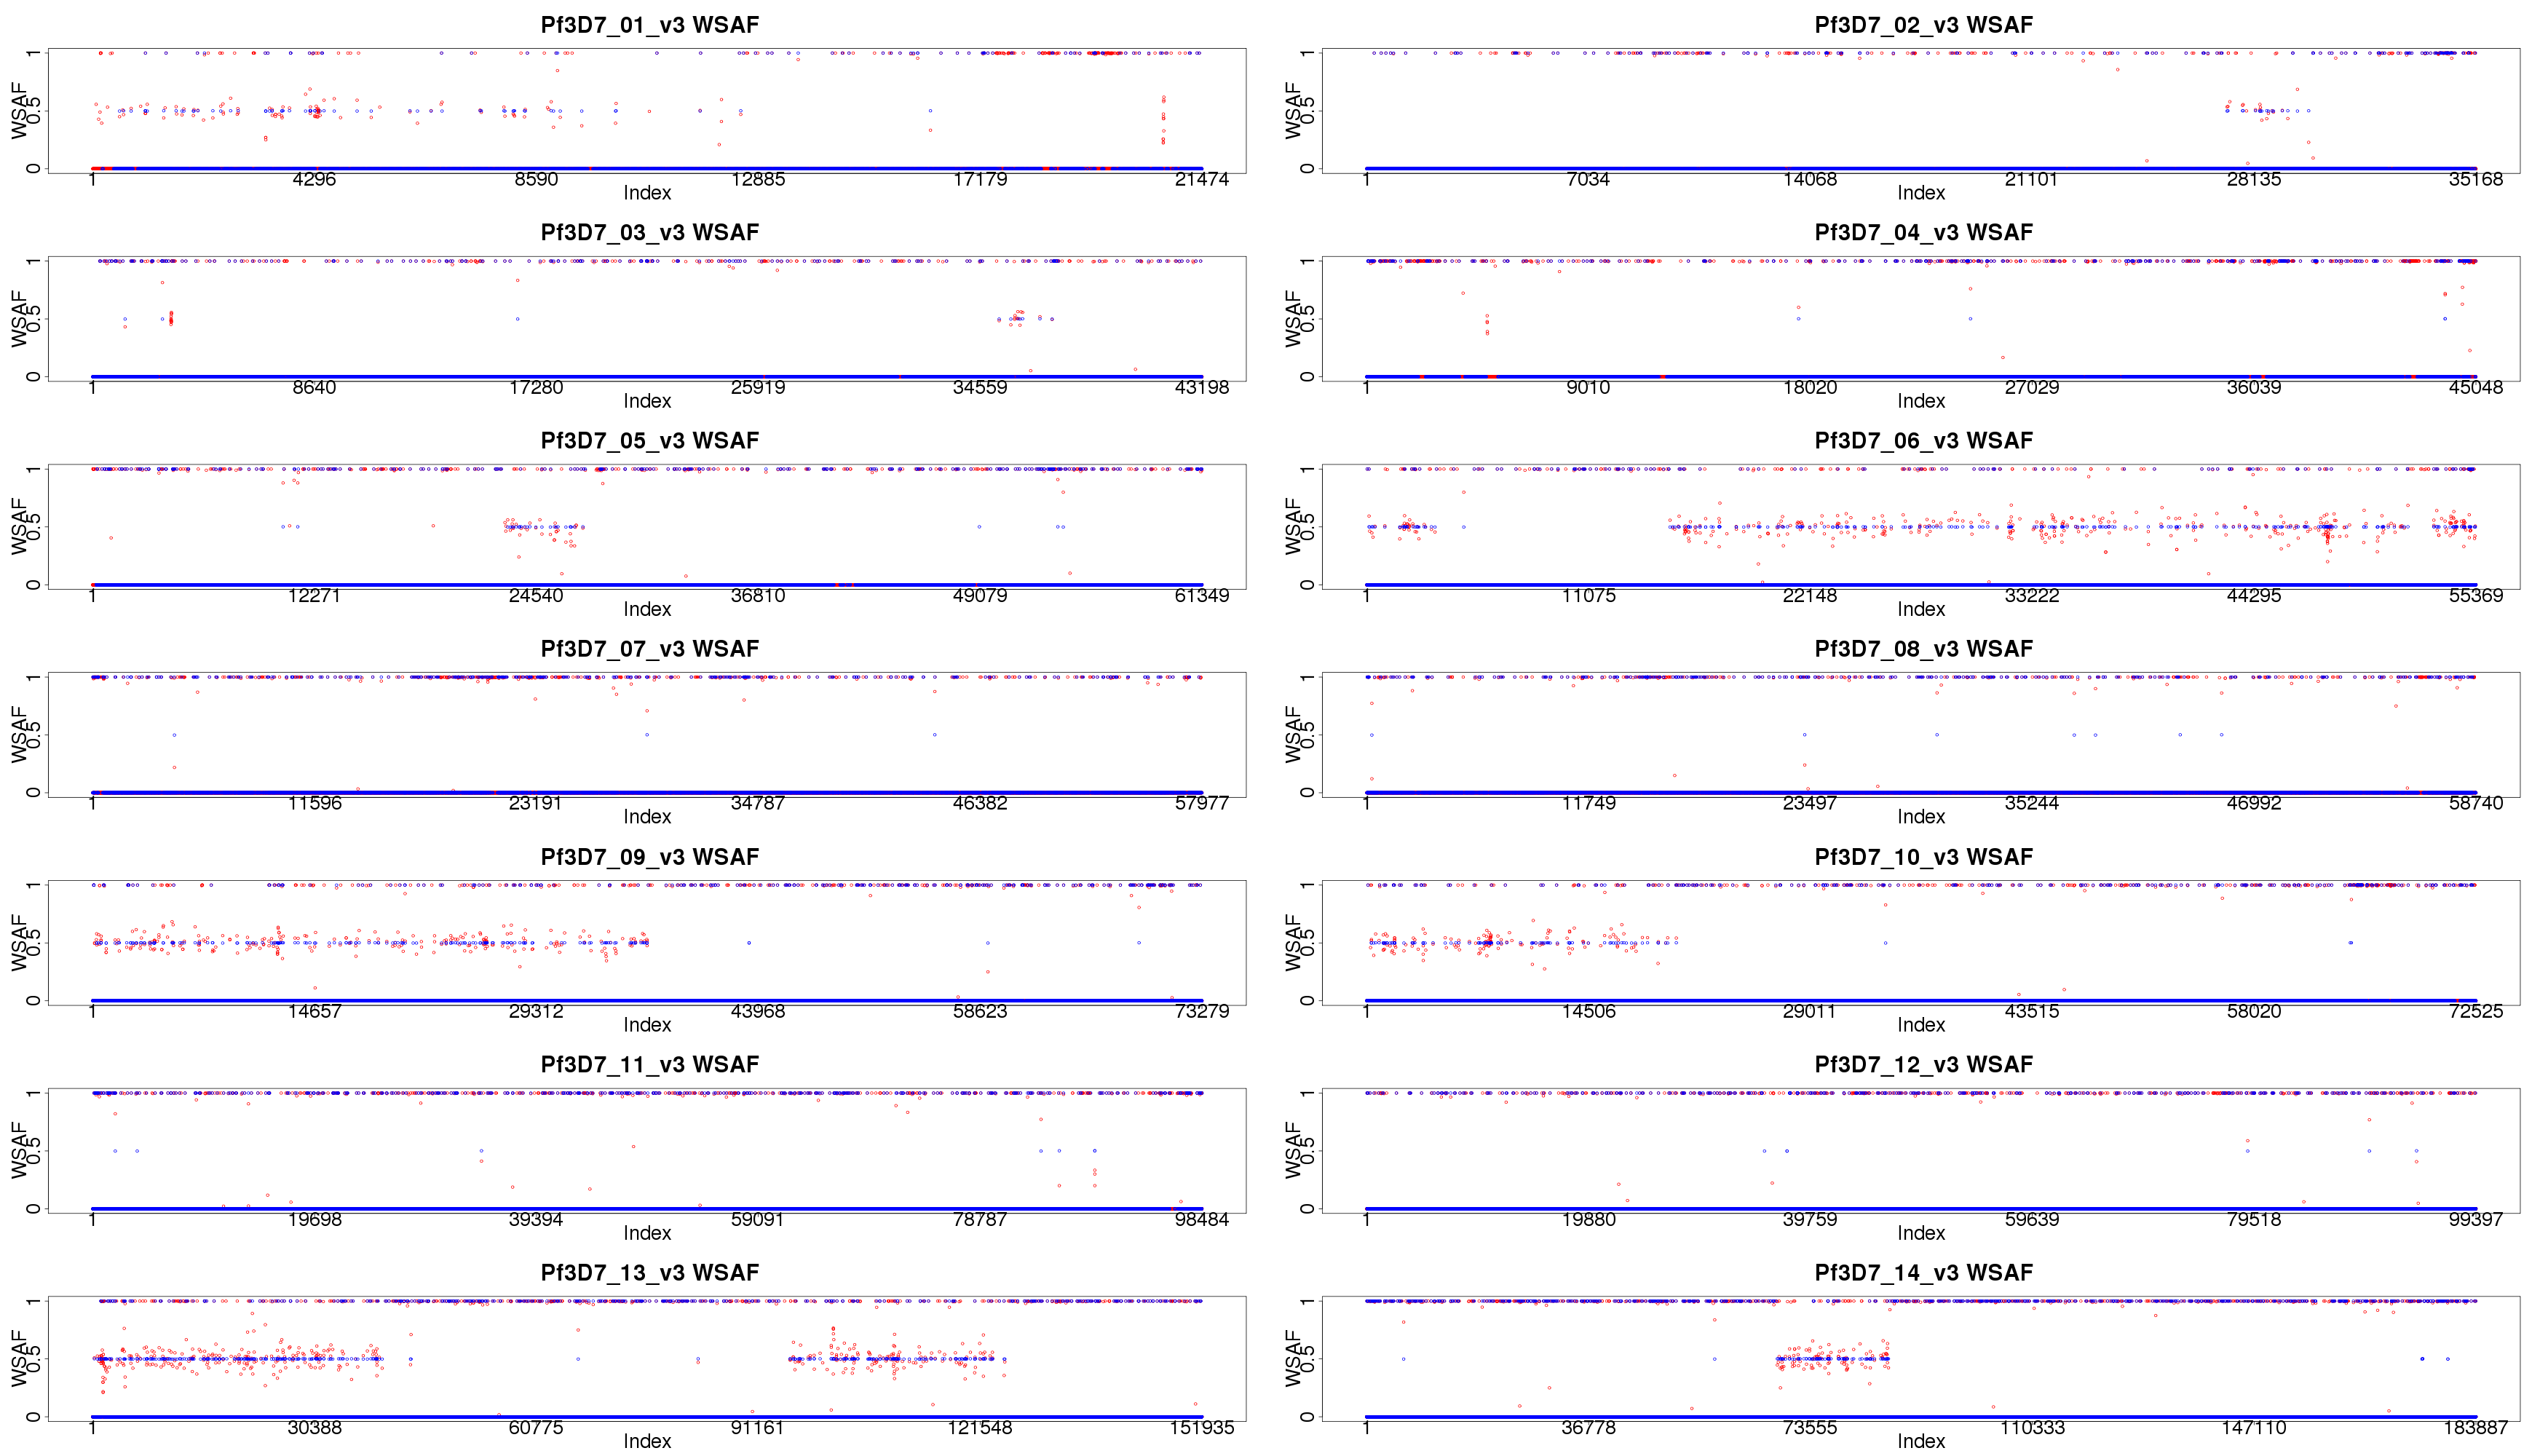 Pf3D7_01_v3 WSAF
WSAF
0 0.5 1
1 4296 8590 12885 17179 21474
Index
Pf3D7_02_v3 WSAF
WSAF
0 0.5 1
1 7034 14068 21101 28135 35168
Index
Pf3D7_03_v3 WSAF
WSAF
0 0.5 1
1 8640 17280 25919 34559 43198
Index
Pf3D7_04_v3 WSAF
WSAF
0 0.5 1
1 9010 18020 27029 36039 45048
Index
Pf3D7_05_v3 WSAF
WSAF
0 0.5 1
1 12271 24540 36810 49079 61349
Index
Pf3D7_06_v3 WSAF
WSAF
0 0.5 1
1 11075 22148 33222 44295 55369
Index
Pf3D7_07_v3 WSAF
WSAF
0 0.5 1
1 11596 23191 34787 46382 57977
Index
Pf3D7_08_v3 WSAF
WSAF
0 0.5 1
1 11749 23497 35244 46992 58740
Index
Pf3D7_09_v3 WSAF
WSAF
0 0.5 1
1 14657 29312 43968 58623 73279
Index
Pf3D7_10_v3 WSAF
WSAF
0 0.5 1
1 14506 29011 43515 58020 72525
Index
Pf3D7_11_v3 WSAF
WSAF
0 0.5 1
1 19698 39394 59091 78787 98484
Index
Pf3D7_12_v3 WSAF
WSAF
0 0.5 1
1 19880 39759 59639 79518 99397
Index
Pf3D7_13_v3 WSAF
WSAF
0 0.5 1
1 30388 60775 91161 121548 151935
Index
Pf3D7_14_v3 WSAF
WSAF
0 0.5 1
1 36778 73555 110333 147110 183887
Index